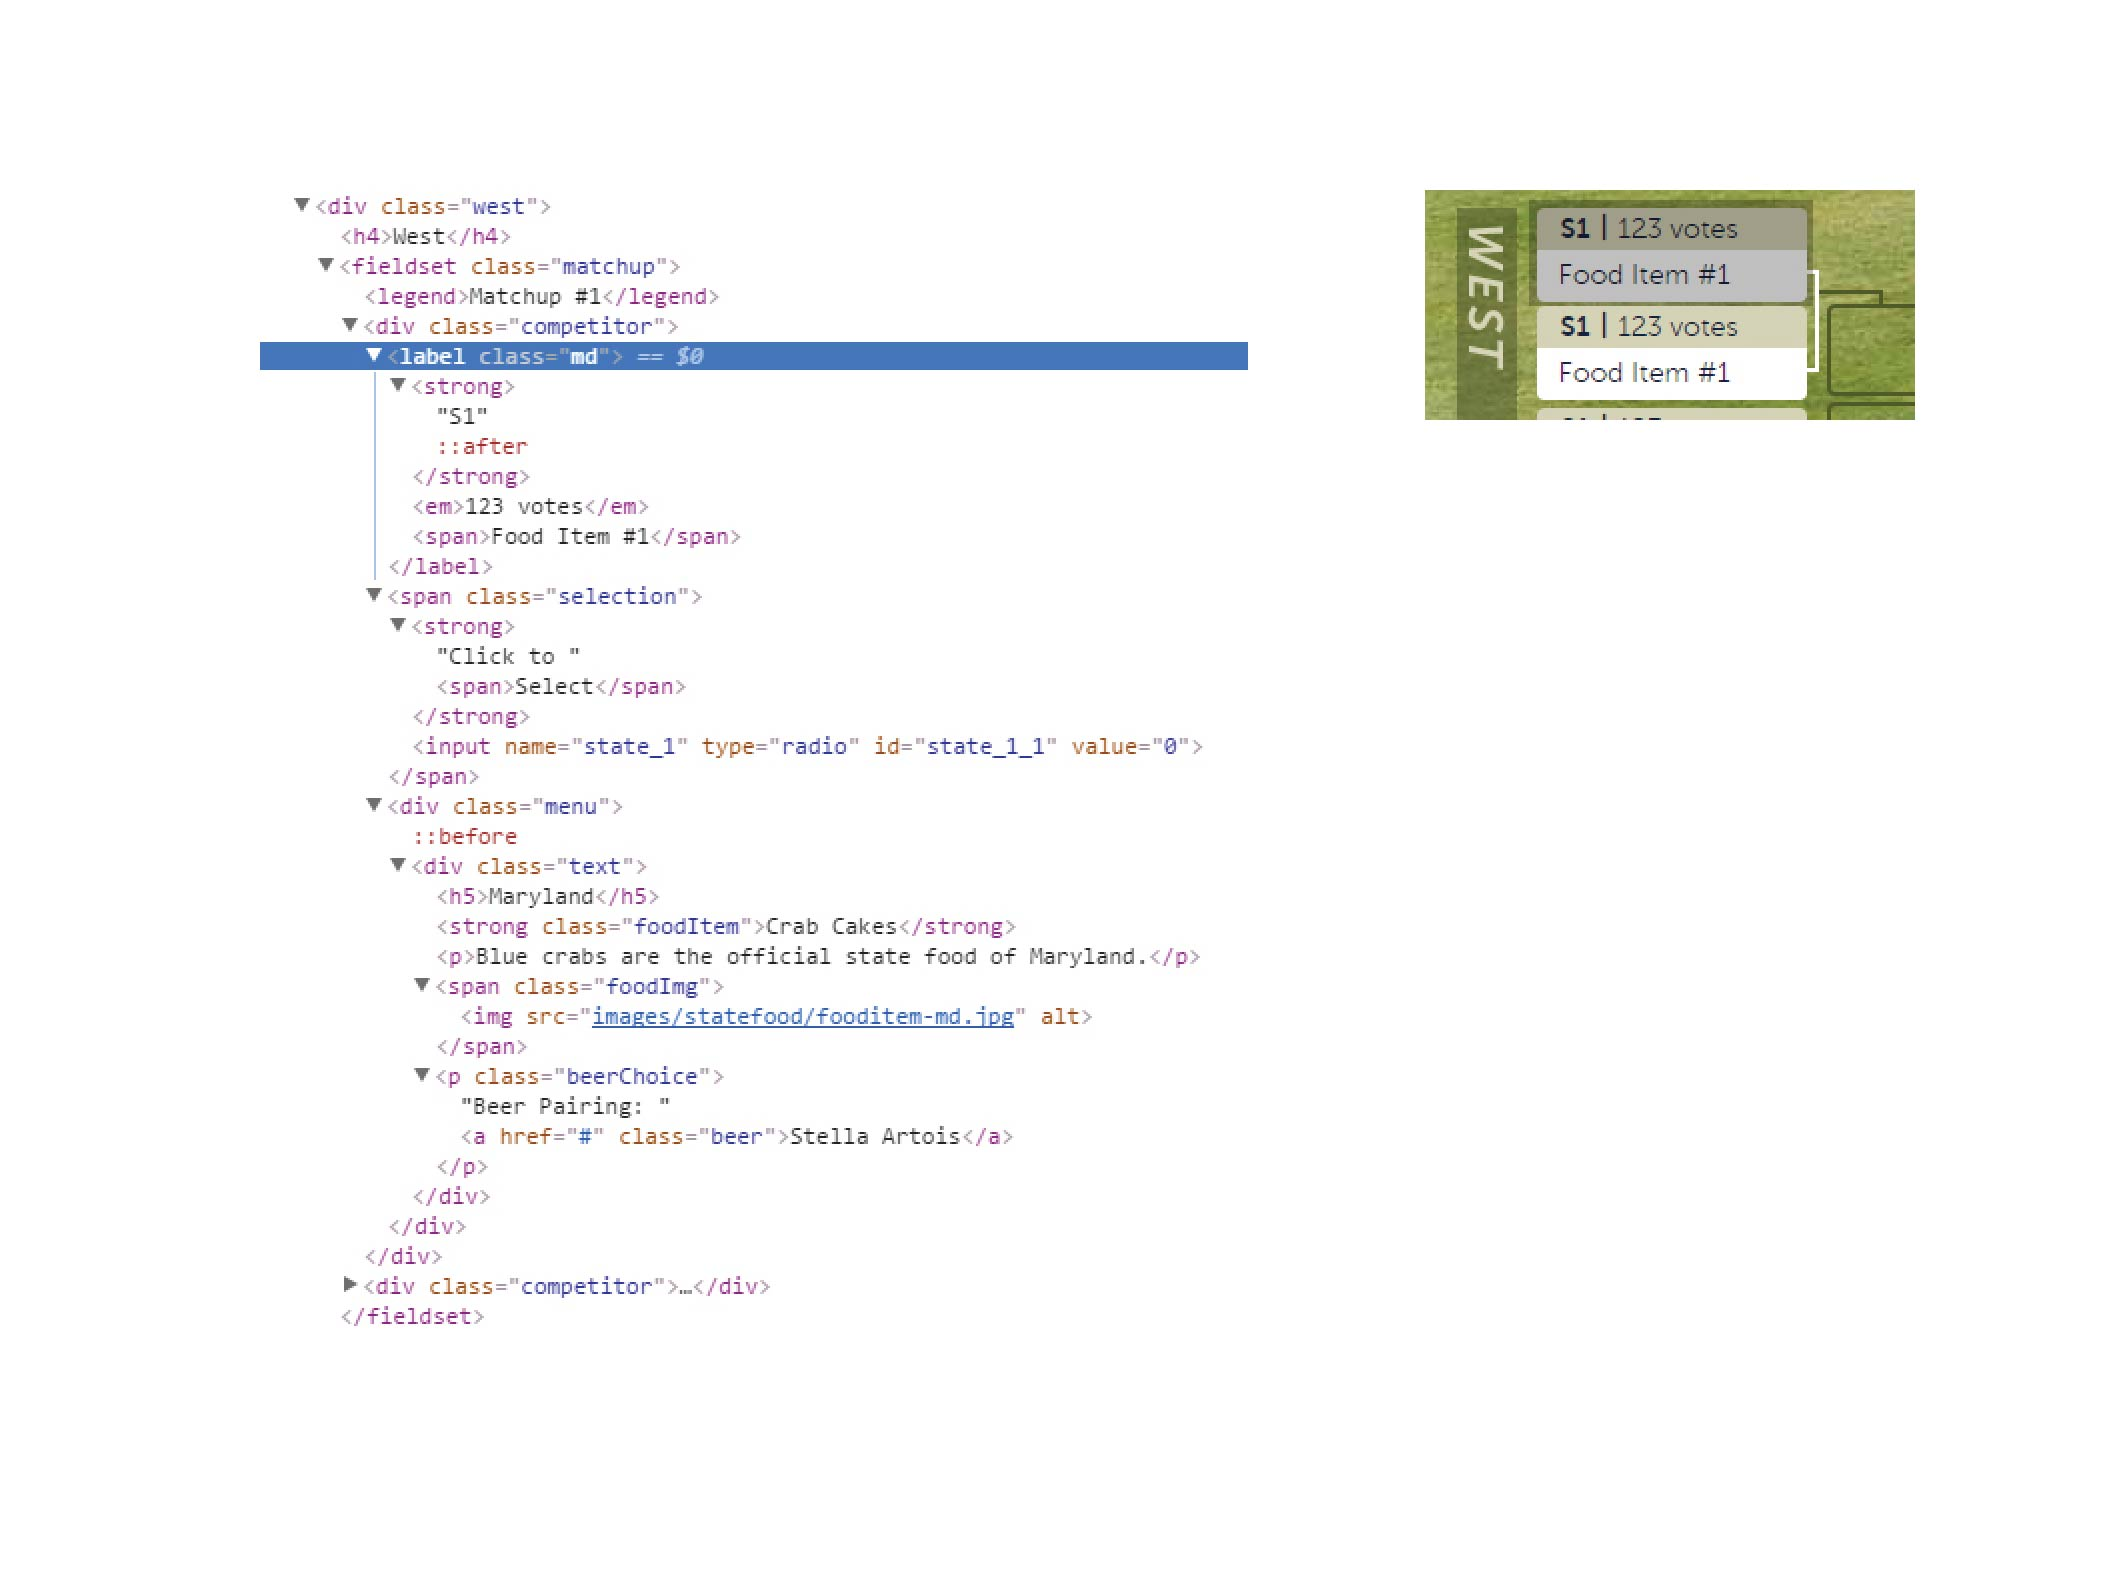 ▼<div class="west">
<h4>West</h4>
▼<fieldset class="matchup">
<legend>Matchup #1</legend>
▼<div class="competitor">
▼<label class="md"> == $0
▼<strong>
"S1"
::after
</strong>
<em>123 votes</em>
<span>Food Item #1</span>
</label>
▼<span class="selection">
▼<strong>
"Click to "
<span>Select</span>
</strong>
<input name="state_1" type="radio" id="state_1_1" value="0">
</span>
▼<div class="menu">
::before
▼<div class="text">
<h5>Maryland</h5>
<strong class="foodItem">Crab Cakes</strong>
<p>Blue crabs are the official state food of Maryland.</p>
▼<span class="foodImg">
<img src="images/statefood/fooditem-md.jpg" alt>
</span>
▼<p class="beerChoice">
"Beer Pairing: "
<a href="#" class="beer">Stella Artois</a>
</p>
</div>
</div>
</div>
▶<div class="competitor">…</div>
</fieldset>
WEST
S1 | 123 votes
Food Item #1
S1 | 123 votes
Food Item #1